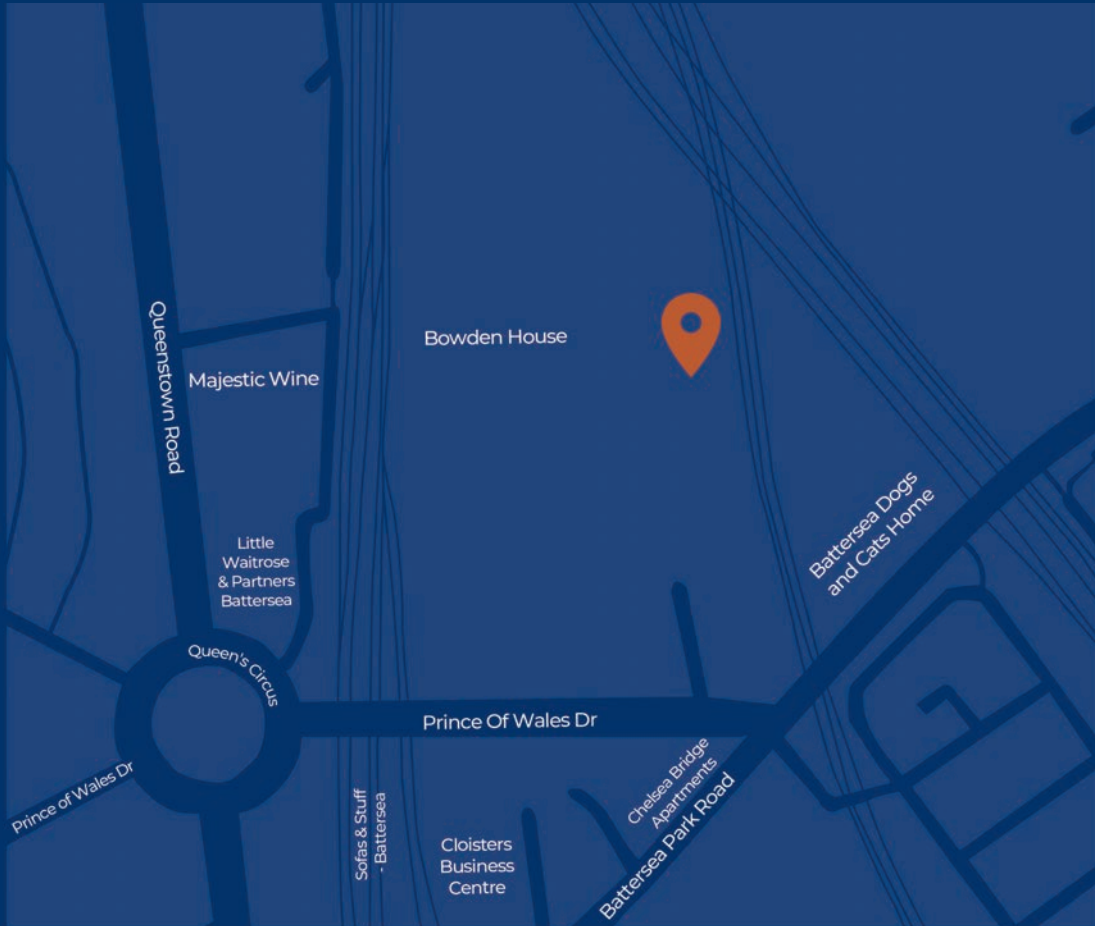 Queenstown Road
Bowden House
Majestic Wine
Little
Waitrose
& Partners
Battersea
Battersea Dogs
and Cats Home
Queen's Circus
Prince Of Wales Dr
Prince of Wales Dr
Sofas & Stuff
- Battersea
Cloisters
Business
Centre
Chelsea Bridge
Apartments
Battersea Park Road